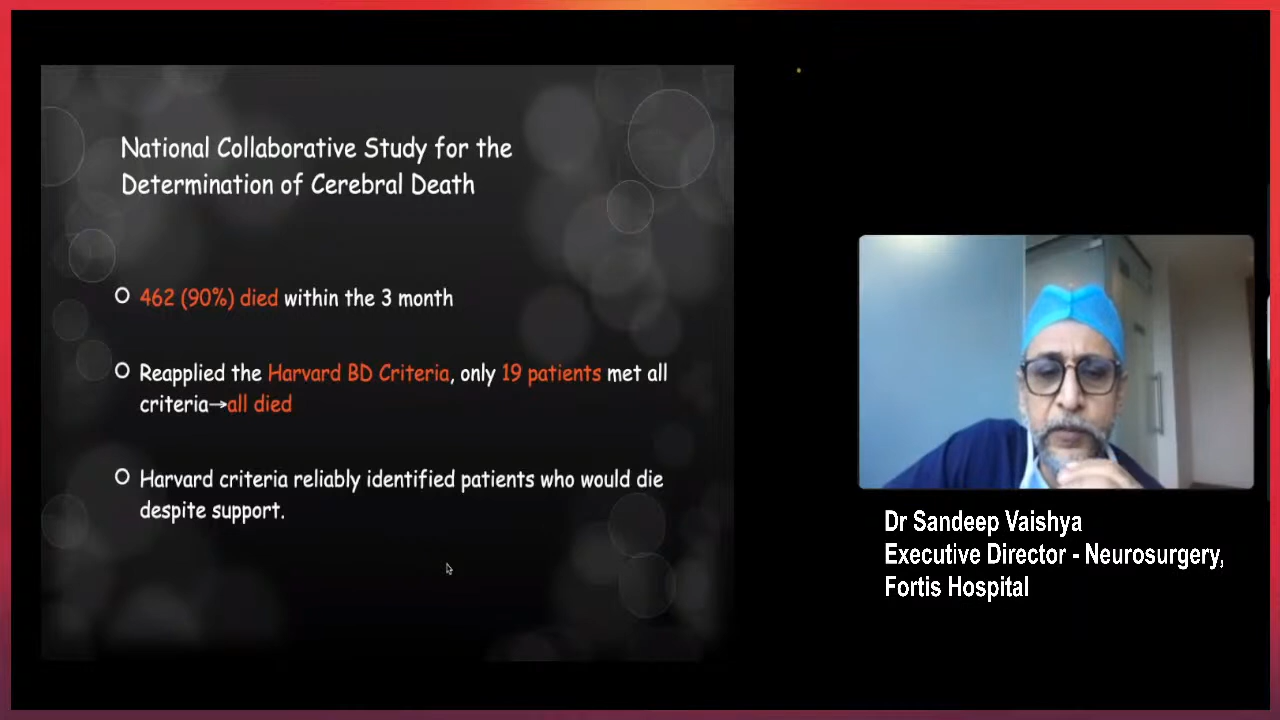 National Collaborative Study for the
Determination of Cerebral Death
462 (90%) died within the 3 month
Reapplied the Harvard BD Criteria, only 19 patients met all
criteria→all died
Harvard criteria reliably identified patients who would die
despite support.
Dr Sandeep Vaishya
Executive Director - Neurosurgery,
Fortis Hospital